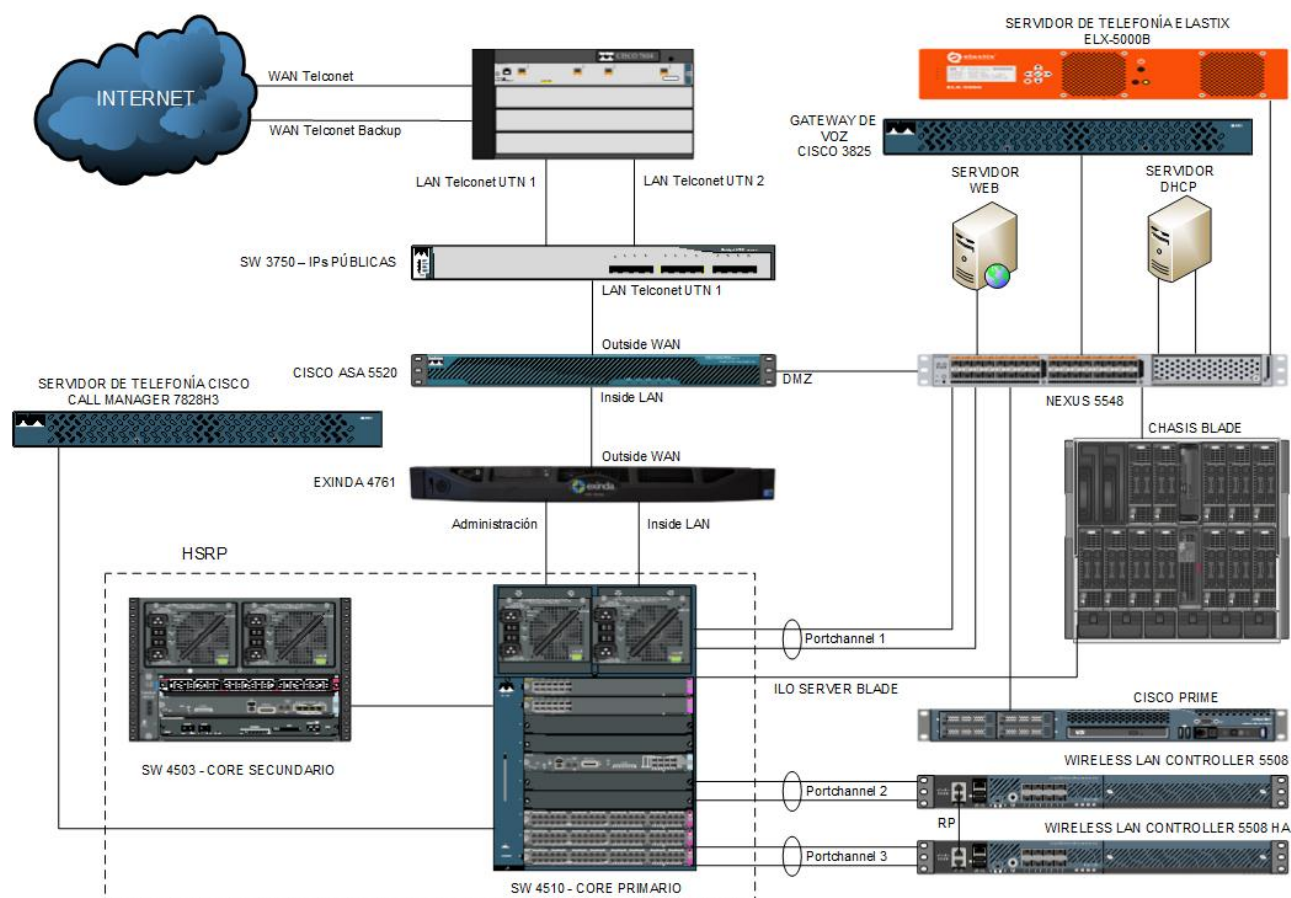 SERVIDOR DE TELEFONÍA ELASTIX
ELX-5000B
INTERNET
WAN Telconet
WAN Telconet Backup
elastix
GATEWAY DE
VOZ
CISCO 3825
LAN Telconet UTN 1
LAN Telconet UTN 2
SERVIDOR
WEB
SERVIDOR
DHCP
SW 3750 – IPs PÚBLICAS
LAN Telconet UTN 1
Outside WAN
CISCO ASA 5520
DMZ
Inside LAN
NEXUS 5548
SERVIDOR DE TELEFONÍA CISCO
CALL MANAGER 7828H3
CHASIS BLADE
Outside WAN
EXINDA 4761
exinda
Administración
Inside LAN
HSRP
Portchannel 1
ILO SERVER BLADE
CISCO PRIME
SW 4503 - CORE SECUNDARIO
WIRELESS LAN CONTROLLER 5508
Portchannel 2
RP
WIRELESS LAN CONTROLLER 5508 HA
Portchannel 3
SW 4510 - CORE PRIMARIO